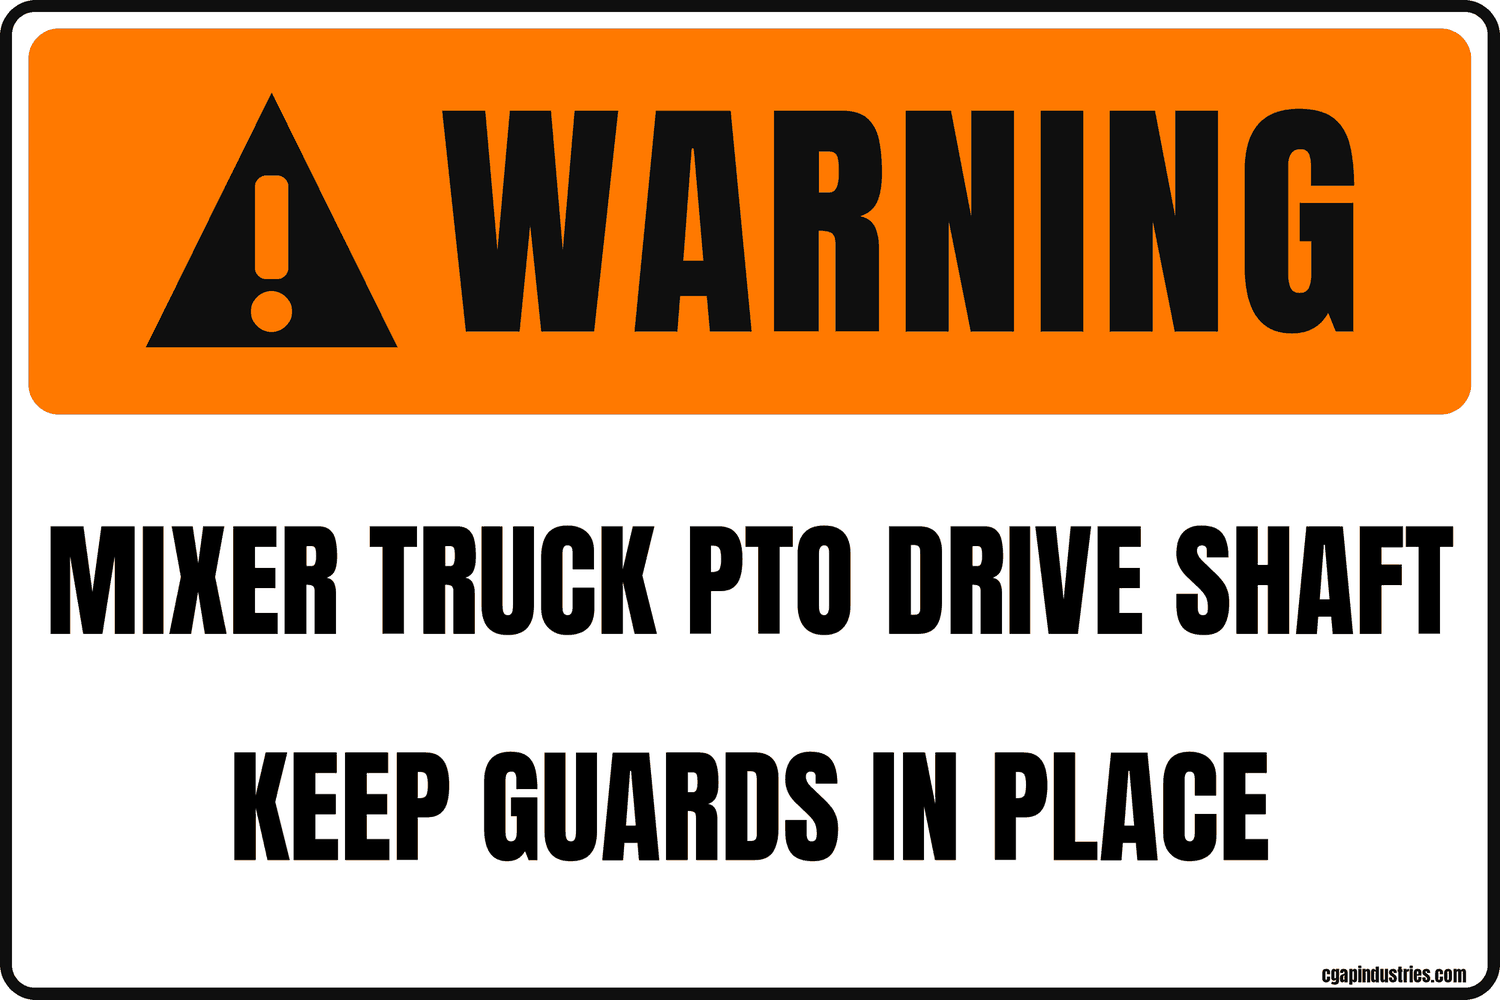 WARNING
MIXER TRUCK PTO DRIVE SHAFT
KEEP GUARDS IN PLACE
cgapindustries.com